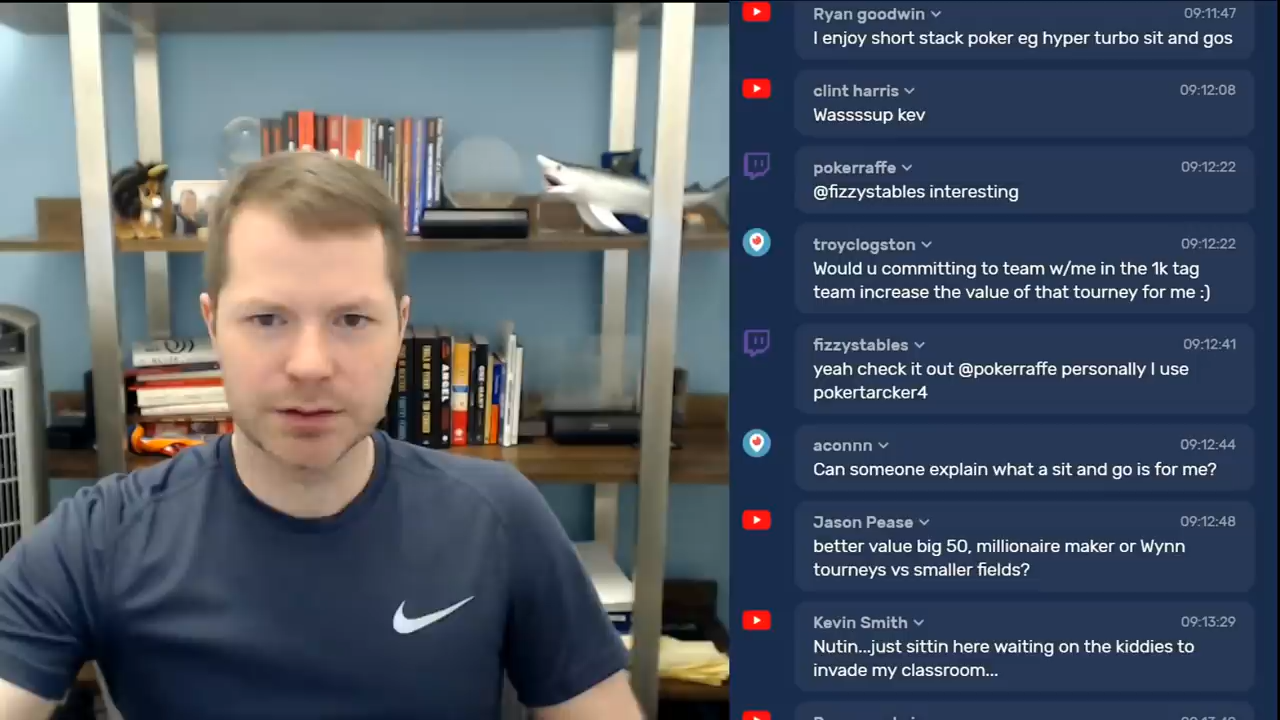 Ryan goodwin 09:11:47
I enjoy short stack poker eg hyper turbo sit and gos
clint harris 09:12:08
Wassssup kev
pokerraffe 09:12:22
@fizzystables interesting
troyclogston 09:12:22
Would u committing to team w/me in the 1k tag
team increase the value of that tourney for me :)
fizzystables 09:12:41
yeah check it out @pokerraffe personally I use
pokertarcker4
aconnn 09:12:44
Can someone explain what a sit and go is for me?
Jason Pease 09:12:48
better value big 50, millionaire maker or Wynn
tourneys vs smaller fields?
Kevin Smith 09:13:29
Nutin...just sittin here waiting on the kiddies to
invade my classroom...
ANGEL